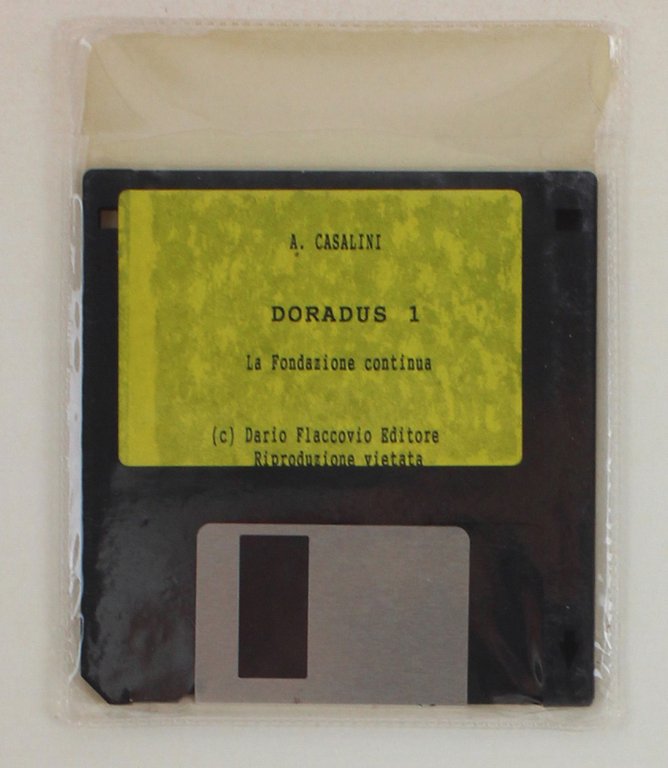 A. CASALINI
DORADUS 1
La Fondazione continua
(c) Dario Flaccovio Editore
Riproduzione vietata